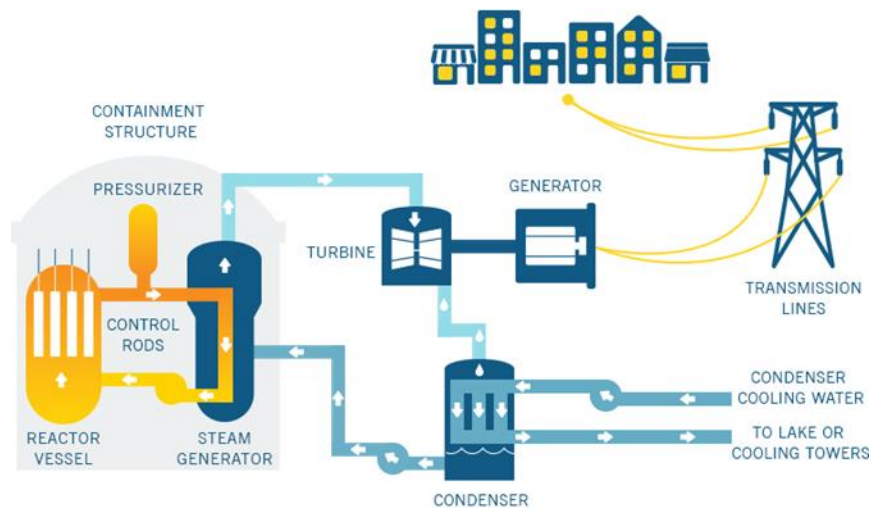 CONTAINMENT
STRUCTURE
PRESSURIZER
GENERATOR
TURBINE
TRANSMISSION
LINES
CONTROL
RODS
CONDENSER
COOLING WATER
REACTOR
VESSEL
STEAM
GENERATOR
TO LAKE OR
COOLING TOWERS
CONDENSER